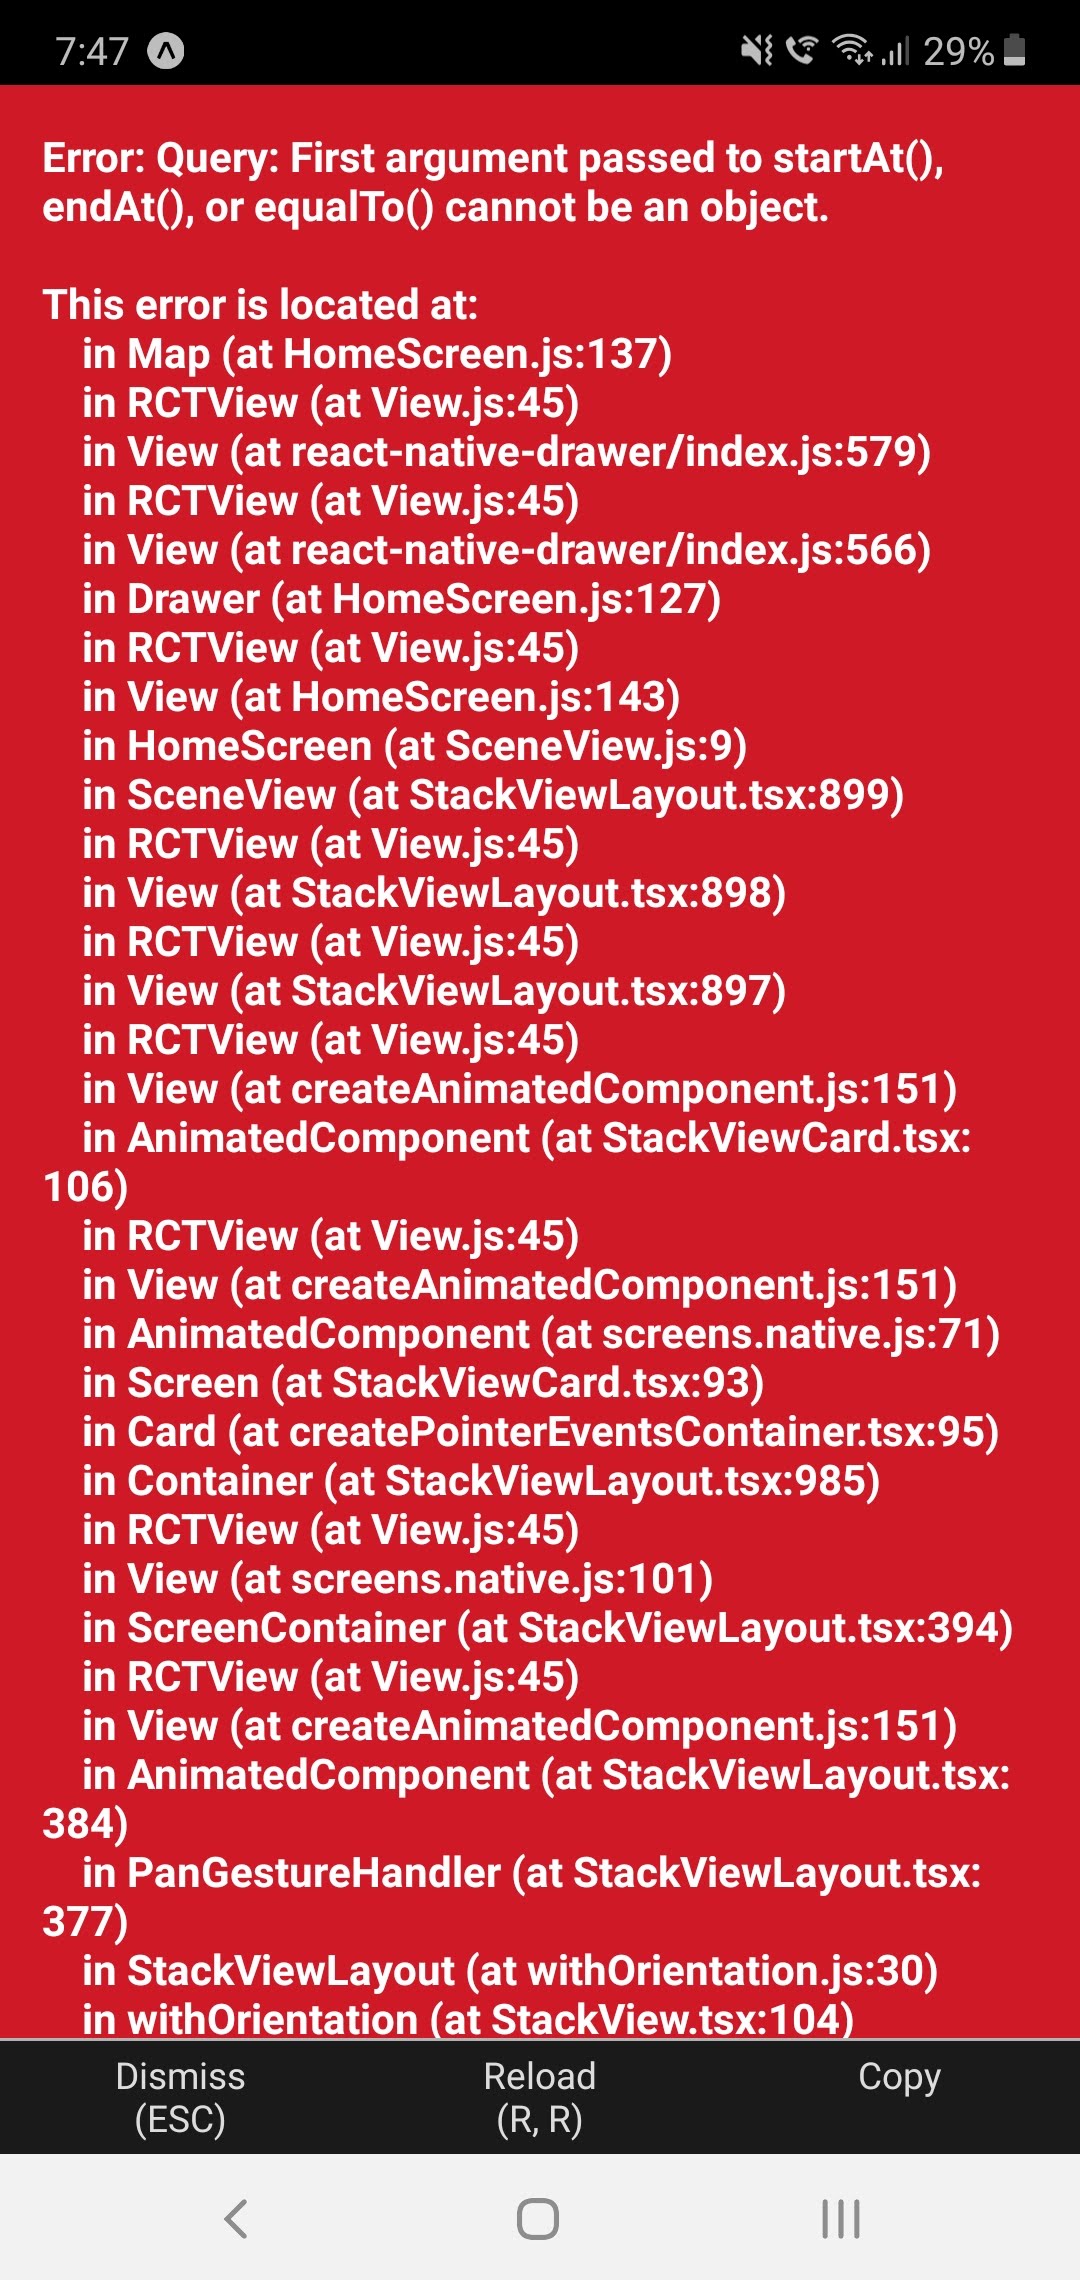 7:47 29%
Error: Query: First argument passed to startAt(),
endAt(), or equalTo() cannot be an object.
This error is located at:
in Map (at HomeScreen.js:137)
in RCTView (at View.js:45)
in View (at react-native-drawer/index.js:579)
in RCTView (at View.js:45)
in View (at react-native-drawer/index.js:566)
in Drawer (at HomeScreen.js:127)
in RCTView (at View.js:45)
in View (at HomeScreen.js:143)
in HomeScreen (at SceneView.js:9)
in SceneView (at StackViewLayout.tsx:899)
in RCTView (at View.js:45)
in View (at StackViewLayout.tsx:898)
in RCTView (at View.js:45)
in View (at StackViewLayout.tsx:897)
in RCTView (at View.js:45)
in View (at createAnimatedComponent.js:151)
in AnimatedComponent (at StackViewCard.tsx:
106)
in RCTView (at View.js:45)
in View (at createAnimatedComponent.js:151)
in AnimatedComponent (at screens.native.js:71)
in Screen (at StackViewCard.tsx:93)
in Card (at createPointerEventsContainer.tsx:95)
in Container (at StackViewLayout.tsx:985)
in RCTView (at View.js:45)
in View (at screens.native.js:101)
in ScreenContainer (at StackViewLayout.tsx:394)
in RCTView (at View.js:45)
in View (at createAnimatedComponent.js:151)
in AnimatedComponent (at StackViewLayout.tsx:
384)
in PanGestureHandler (at StackViewLayout.tsx:
377)
in StackViewLayout (at withOrientation.js:30)
in withOrientation (at StackView.tsx:104)
Dismiss Reload Copy
(ESC) (R, R)